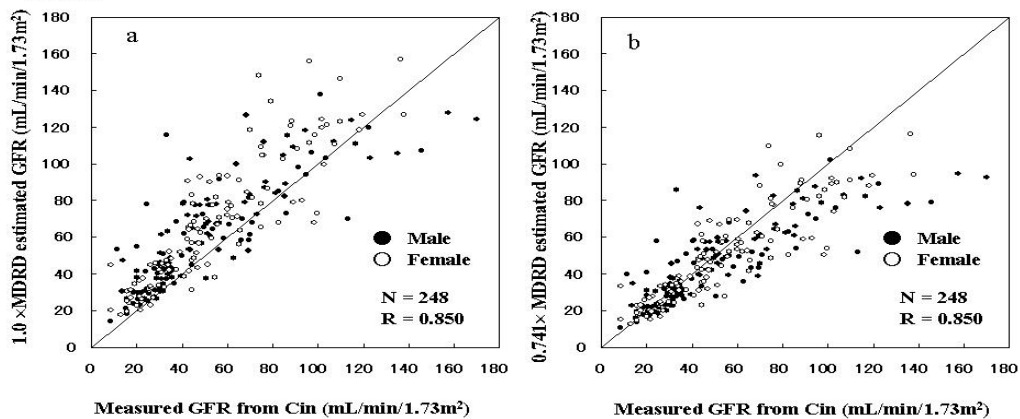 1.0 ×MDRD estimated GFR (mL/min/1.73m²)
180
160
140
120
100
80
60
40
20
0
a
Male
Female
N = 248
R = 0.850
0 20 40 60 80 100 120 140 160 180
Measured GFR from Cin (mL/min/1.73m²)
0.741× MDRD estimated GFR (mL/min/1.73m²)
180
160
140
120
100
80
60
40
20
0
b
Male
Female
N = 248
R = 0.850
0 20 40 60 80 100 120 140 160 180
Measured GFR from Cin (mL/min/1.73m²)